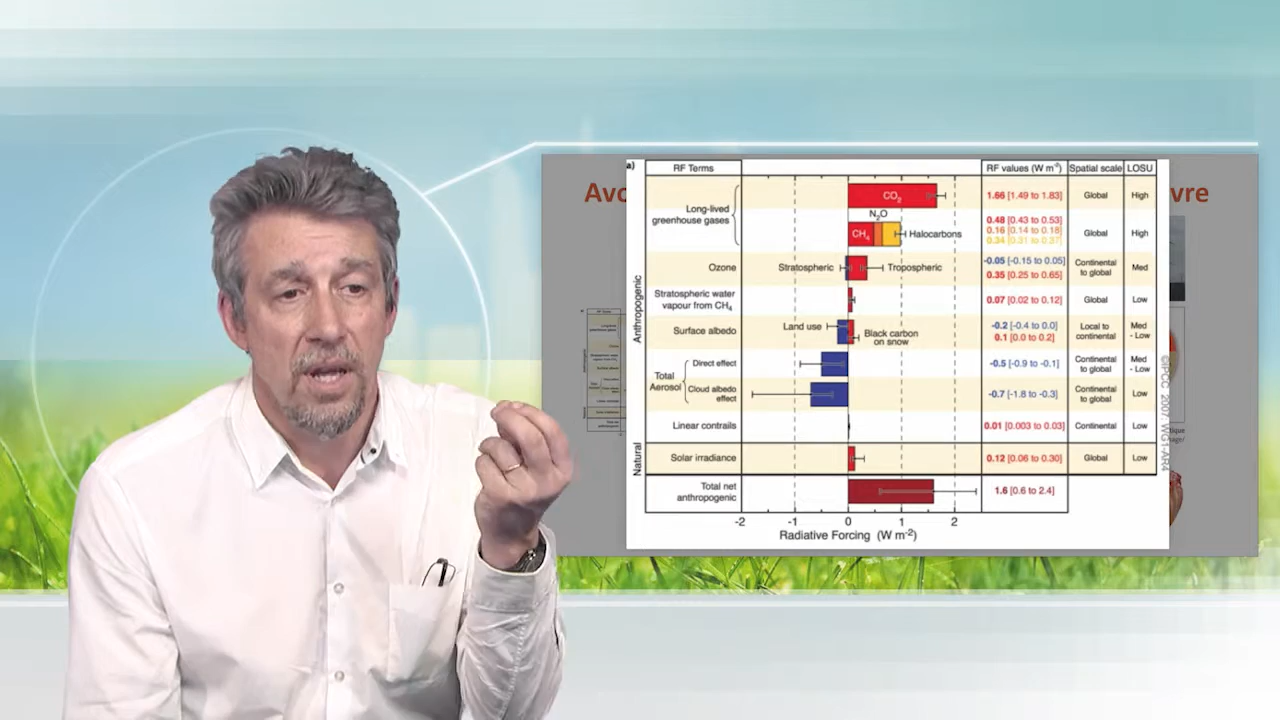 Avo
vre
a)
RF Terms
RF values (W m⁻²)
Spatial scale
LOSU
Anthropogenic
Natural
Long-lived
greenhouse gases
CO₂
1.66 [1.49 to 1.83]
Global
High
N₂O
CH₄
Halocarbons
0.48 [0.43 to 0.53]
0.16 [0.14 to 0.18]
0.34 [0.31 to 0.37]
Global
High
Ozone
Stratospheric
Tropospheric
-0.05 [-0.15 to 0.05]
0.35 [0.25 to 0.65]
Continental
to global
Med
Stratospheric water
vapour from CH₄
0.07 [0.02 to 0.12]
Global
Low
Surface albedo
Land use
Black carbon
on snow
-0.2 [-0.4 to 0.0]
0.1 [0.0 to 0.2]
Local to
continental
Med
- Low
Total
Aerosol
Direct effect
-0.5 [-0.9 to -0.1]
Continental
to global
Med
- Low
Cloud albedo
effect
-0.7 [-1.8 to -0.3]
Continental
to global
Low
Linear contrails
0.01 [0.003 to 0.03]
Continental
Low
Solar irradiance
0.12 [0.06 to 0.30]
Global
Low
Total net
anthropogenic
1.6 [0.6 to 2.4]
-2 -1 0 1 2
Radiative Forcing (W m⁻²)
©IPCC 2007: WG1-AR4